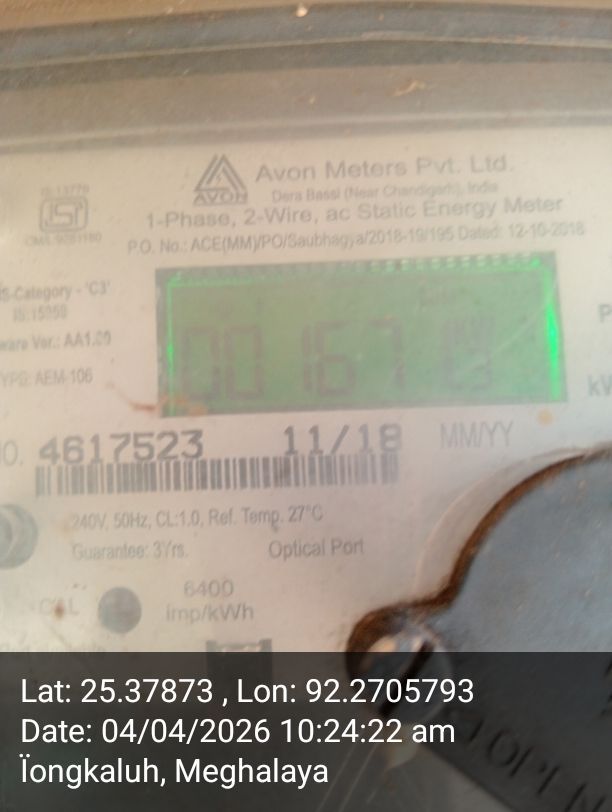 Avon Meters Pvt. Ltd.
AVON
Dera Bassi (Near Chandigarh), India
IS:13779
ISI
1-Phase, 2-Wire, ac Static Energy Meter
P.O. No.: ACE(MM)/PO/Saubhagya/2018-19/195 Dated: 12-10-2018
S-Category - 'C3'
IS:15959
ware Ver.: AA1.00
YPE: AEM-106
00167
NO. 4617523 11/18 MM/YY
240V, 50Hz, CL:1.0, Ref. Temp. 27°C
Guarantee: 3Yrs. Optical Port
CAL
6400
imp/kWh
Lat: 25.37873 , Lon: 92.2705793
Date: 04/04/2026 10:24:22 am
Ïongkaluh, Meghalaya